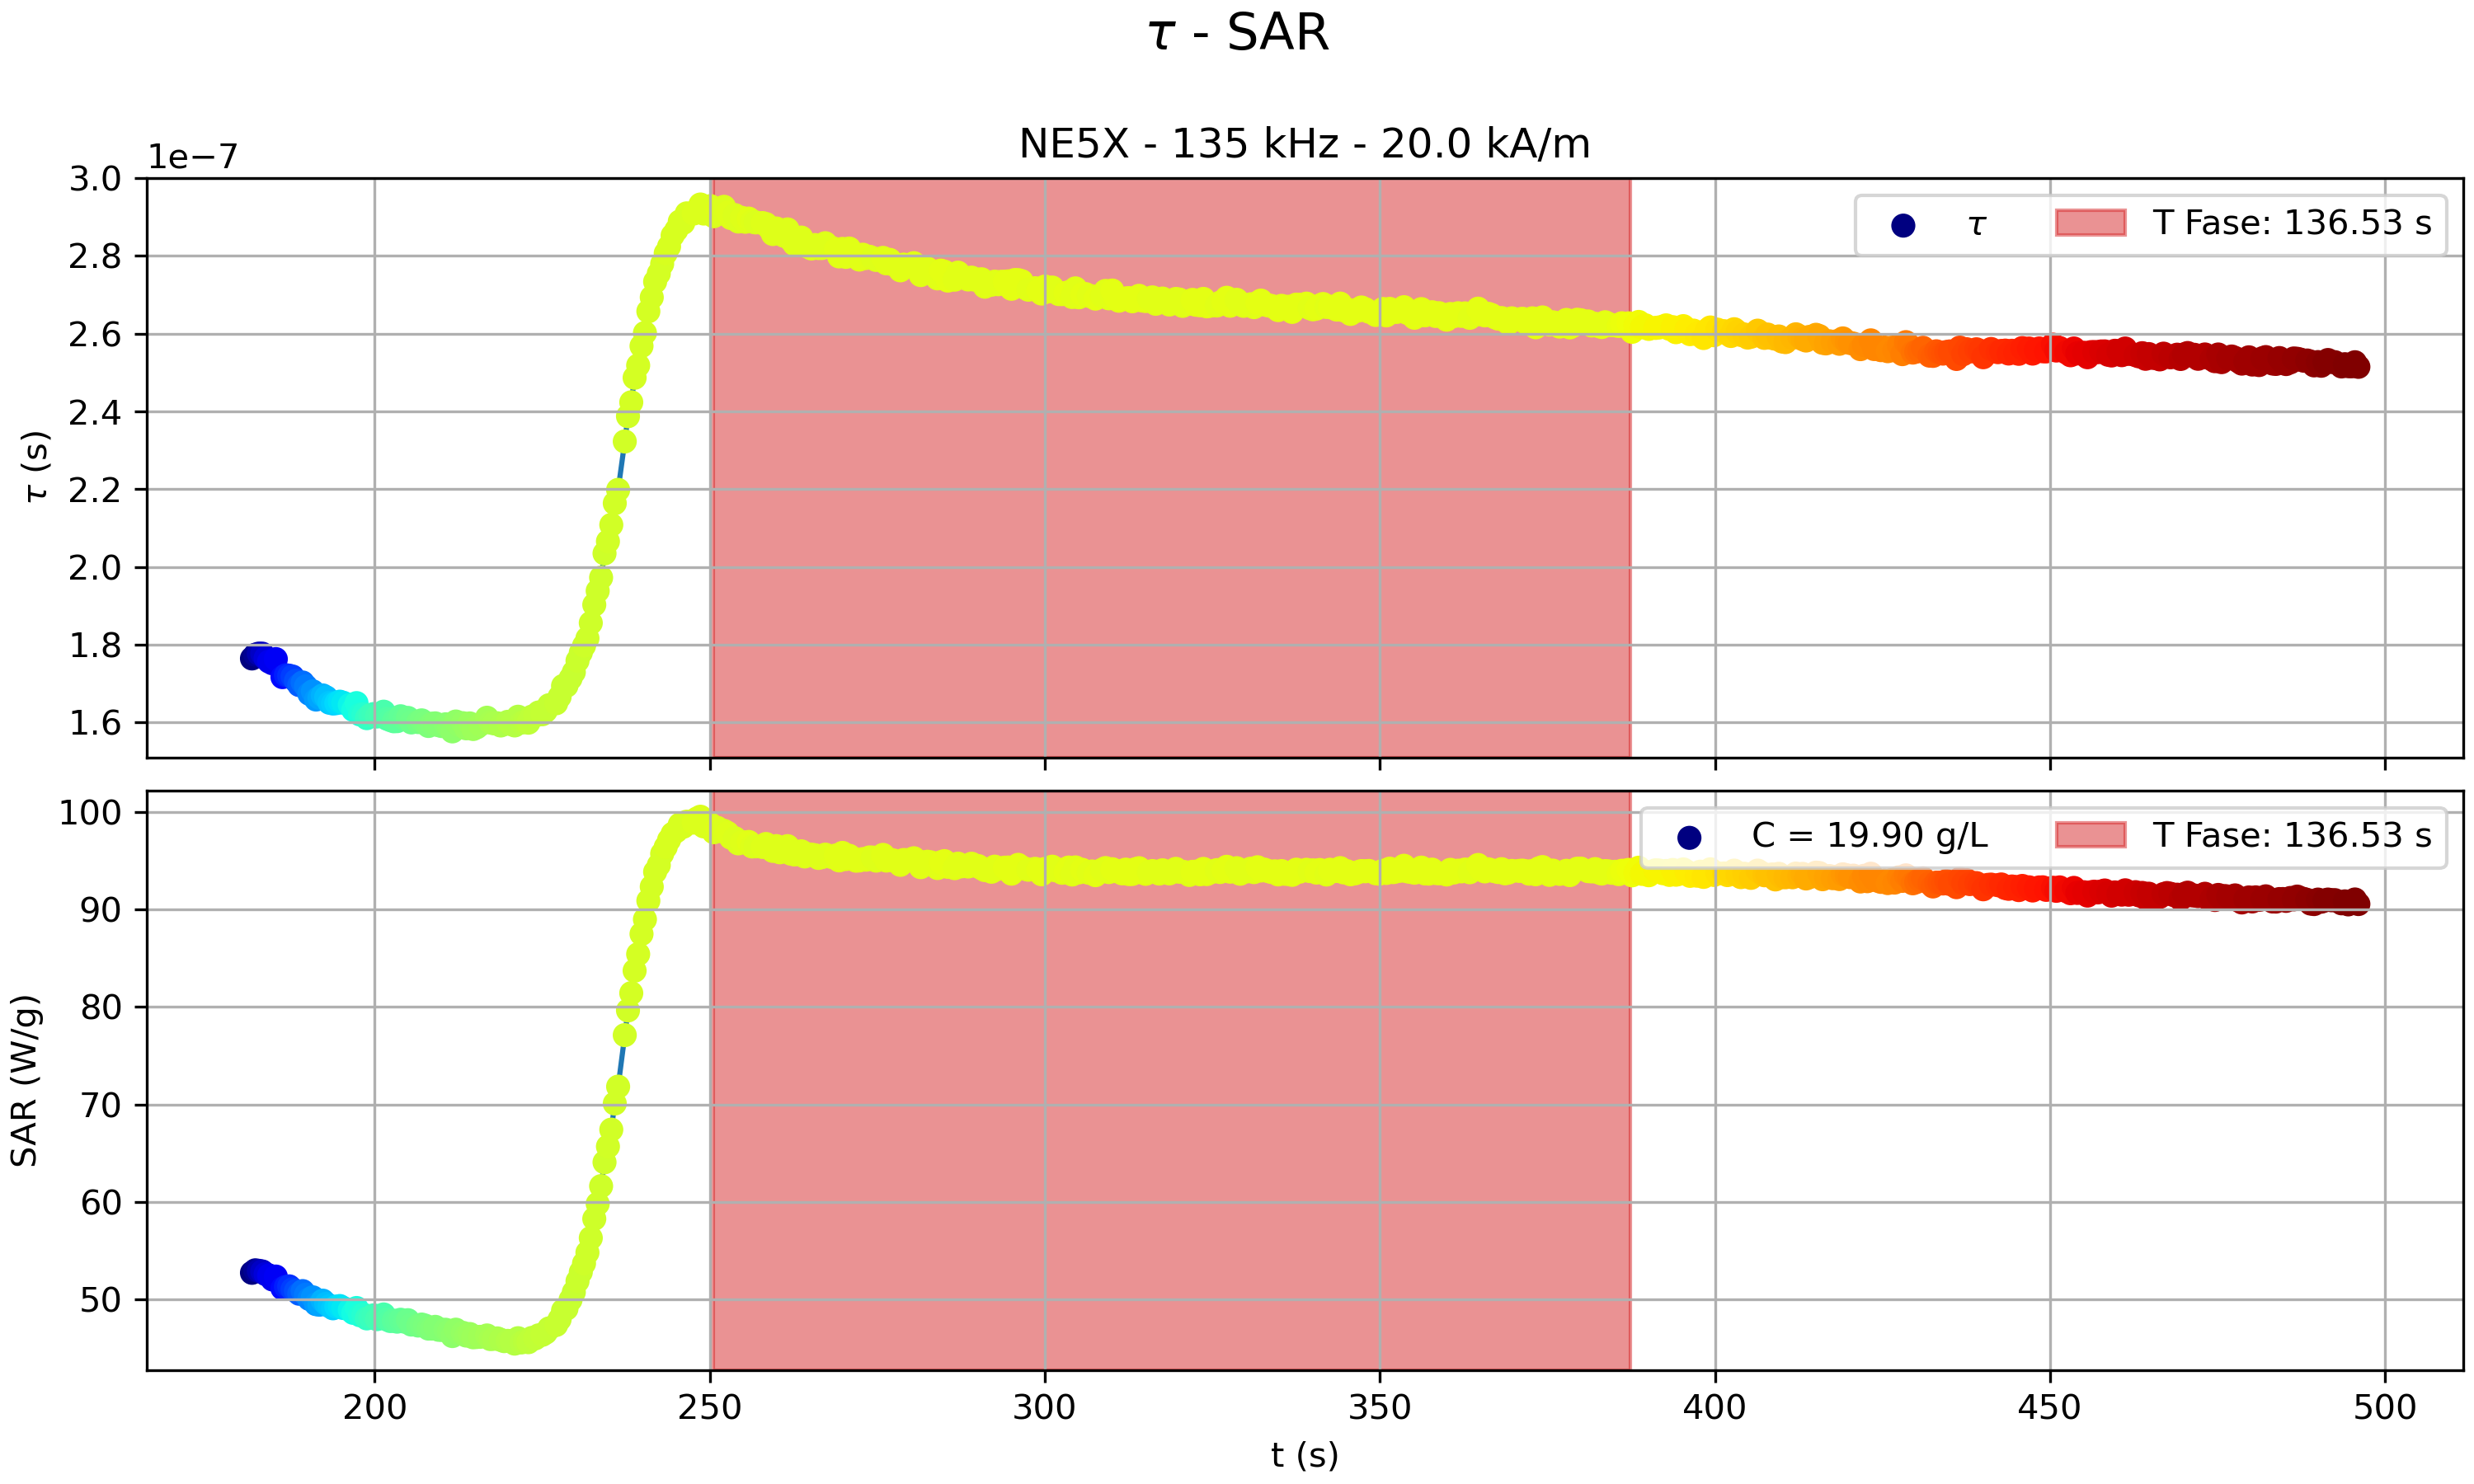 τ - SAR
NE5X - 135 kHz - 20.0 kA/m
1e−7
3.0
2.8
2.6
2.4
2.2
2.0
1.8
1.6
τ (s)
τ
T Fase: 136.53 s
100
90
80
70
60
50
SAR (W/g)
C = 19.90 g/L
T Fase: 136.53 s
200 250 300 350 400 450 500
t (s)